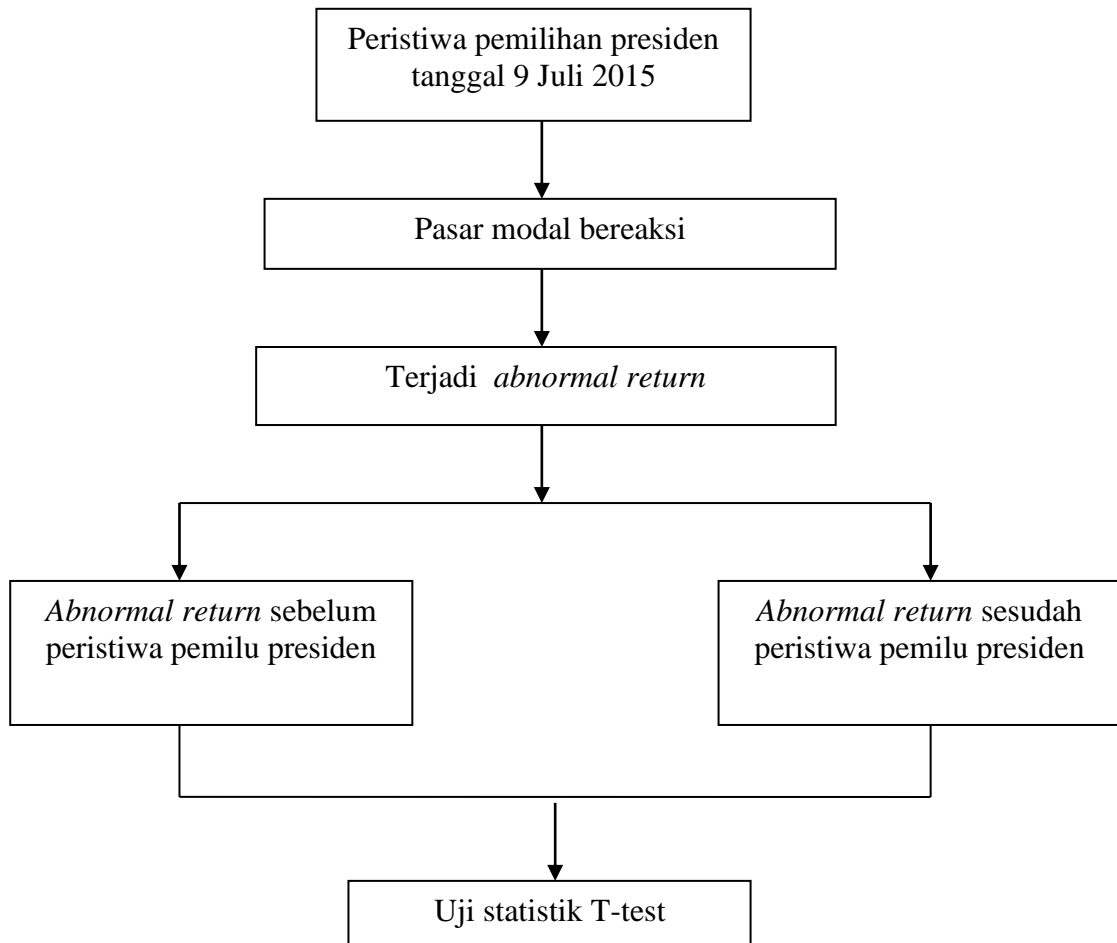 Peristiwa pemilihan presiden
tanggal 9 Juli 2015
Pasar modal bereaksi
Terjadi abnormal return
Abnormal return sebelum
peristiwa pemilu presiden
Abnormal return sesudah
peristiwa pemilu presiden
Uji statistik T-test